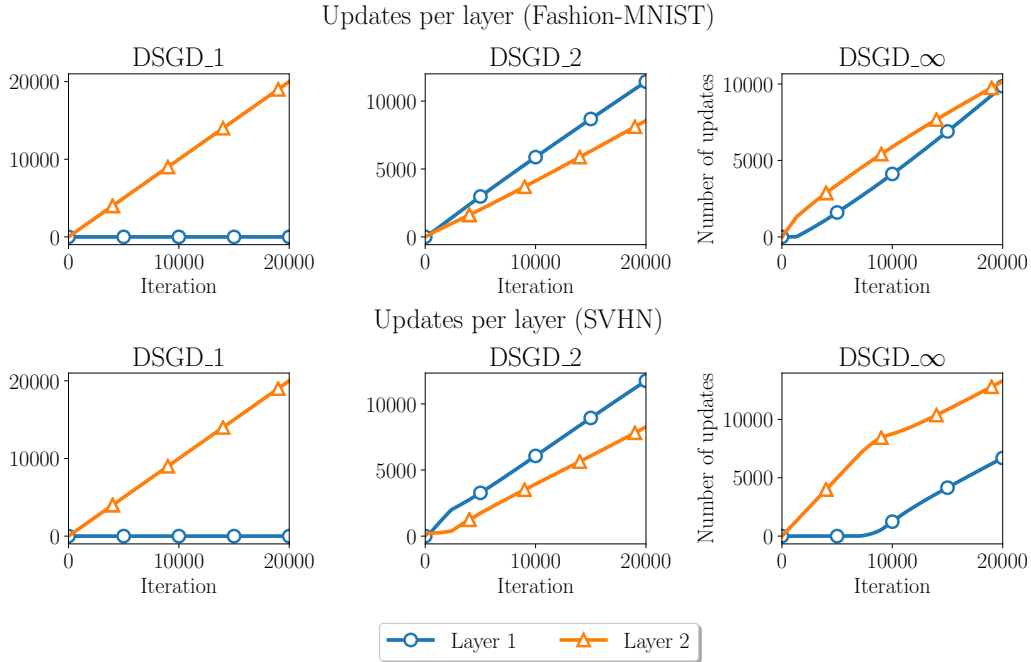 Updates per layer (Fashion-MNIST)
DSGD_1 DSGD_2 DSGD_∞
20000
10000
0
0 10000 20000
Iteration
10000
5000
0
0 10000 20000
Iteration
Number of updates
10000
5000
0
0 10000 20000
Iteration
Updates per layer (SVHN)
DSGD_1 DSGD_2 DSGD_∞
20000
10000
0
0 10000 20000
Iteration
10000
5000
0
0 10000 20000
Iteration
Number of updates
10000
5000
0
0 10000 20000
Iteration
Layer 1 Layer 2